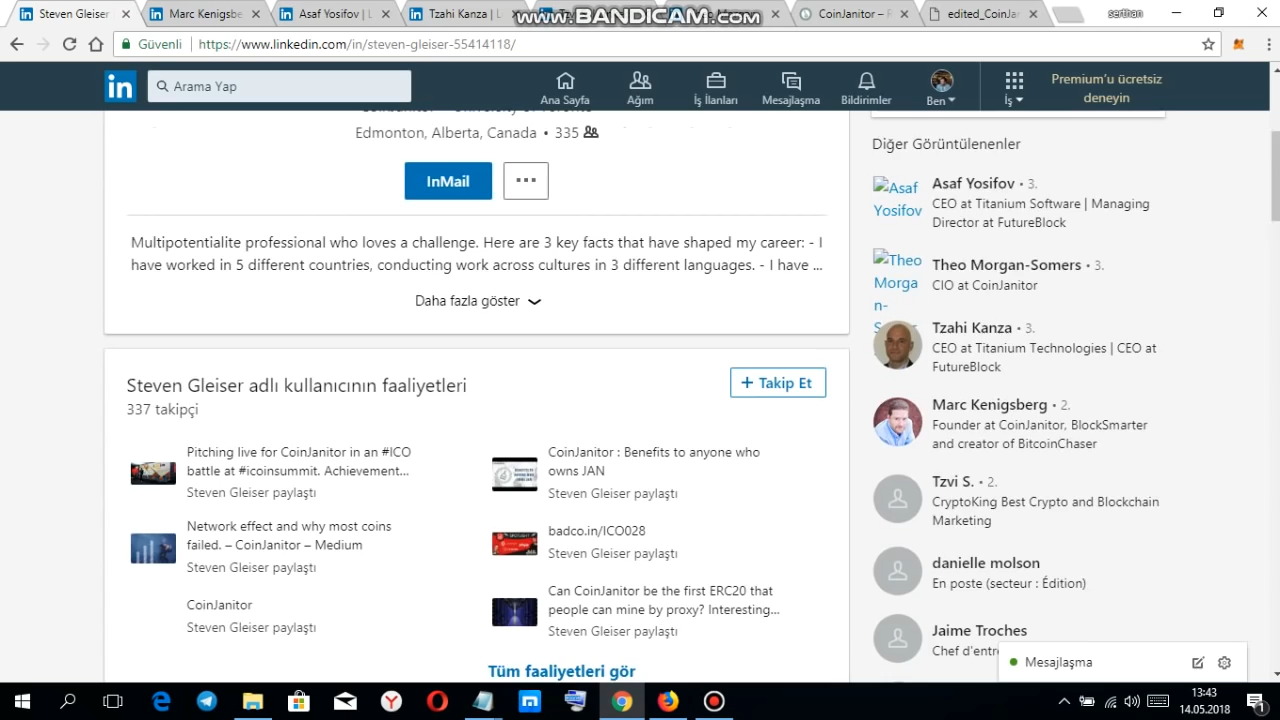 Steven Gleiser
Marc Kenigsbe
Asaf Yosifov | L
Tzahi Kanza | L
CoinJanitor – F
edited_CoinJar
www.BANDICAM.com
serthan
Güvenli
https://www.linkedin.com/in/steven-gleiser-55414118/
in
Arama Yap
Ana Sayfa
Ağım
İş İlanları
Mesajlaşma
Bildirimler
Ben
İş
Premium'u ücretsiz
deneyin
Edmonton, Alberta, Canada • 335
InMail
Multipotentialite professional who loves a challenge. Here are 3 key facts that have shaped my career: - I
have worked in 5 different countries, conducting work across cultures in 3 different languages. - I have ...
Daha fazla göster
Steven Gleiser adlı kullanıcının faaliyetleri
337 takipçi
+ Takip Et
Pitching live for CoinJanitor in an #ICO
battle at #icoinsummit. Achievement...
Steven Gleiser paylaştı
Network effect and why most coins
failed. – CoinJanitor – Medium
Steven Gleiser paylaştı
CoinJanitor
Steven Gleiser paylaştı
CoinJanitor : Benefits to anyone who
owns JAN
Steven Gleiser paylaştı
badco.in/ICO028
Steven Gleiser paylaştı
Can CoinJanitor be the first ERC20 that
people can mine by proxy? Interesting...
Steven Gleiser paylaştı
Tüm faaliyetleri gör
Diğer Görüntülenenler
Asaf
Yosifov
Asaf Yosifov • 3.
CEO at Titanium Software | Managing
Director at FutureBlock
Theo
Morga
n-
Theo Morgan-Somers • 3.
CIO at CoinJanitor
Tzahi Kanza • 3.
CEO at Titanium Technologies | CEO at
FutureBlock
Marc Kenigsberg • 2.
Founder at CoinJanitor, BlockSmarter
and creator of BitcoinChaser
Tzvi S. • 2.
CryptoKing Best Crypto and Blockchain
Marketing
danielle molson
En poste (secteur : Édition)
Jaime Troches
Chef d'entre
Mesajlaşma
13:43
14.05.2018
1